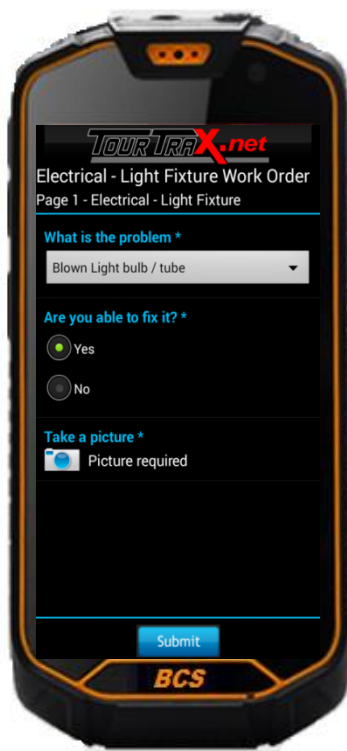 TOURTRAX.net
Electrical - Light Fixture Work Order
Page 1 - Electrical - Light Fixture
What is the problem *
Blown Light bulb / tube
Are you able to fix it? *
Yes
No
Take a picture *
Picture required
Submit
BCS